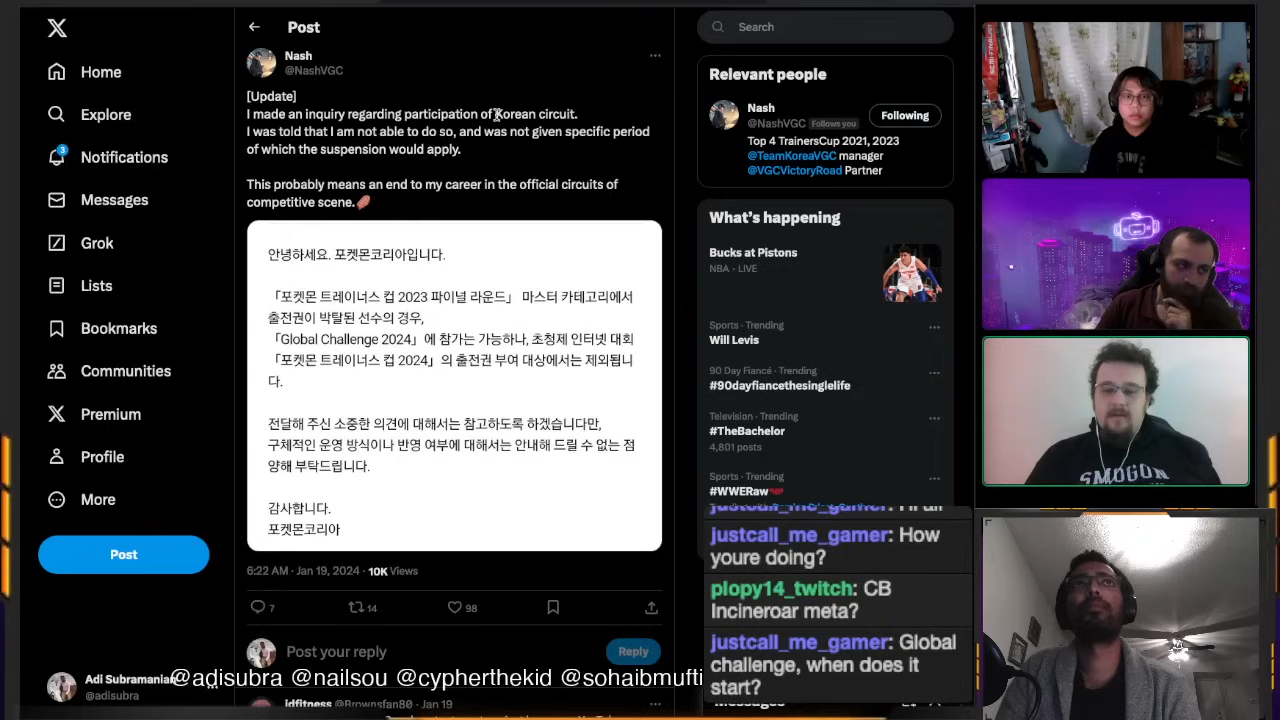 Post
Nash
@NashVGC
[Update]
I made an inquiry regarding participation of Korean circuit.
I was told that I am not able to do so, and was not given specific period
of which the suspension would apply.
This probably means an end to my career in the official circuits of
competitive scene.
안녕하세요. 포켓몬코리아입니다.
「포켓몬 트레이너스 컵 2023 파이널 라운드」 마스터 카테고리에서
출전권이 박탈된 선수의 경우,
「Global Challenge 2024」에 참가는 가능하나, 초청제 인터넷 대회
「포켓몬 트레이너스 컵 2024」의 출전권 부여 대상에서는 제외됩니
다.
전달해 주신 소중한 의견에 대해서는 참고하도록 하겠습니다만,
구체적인 운영 방식이나 반영 여부에 대해서는 안내해 드릴 수 없는 점
양해 부탁드립니다.
감사합니다.
포켓몬코리아
6:22 AM · Jan 19, 2024 · 10K Views
7
14
98
Post your reply
Reply
idfitness @Brownsfan80 · Jan 19
Home
Explore
3
Notifications
Messages
Grok
Lists
Bookmarks
Communities
Premium
Profile
More
Post
Adi Subramanian
@adisubra
@adisubra @nailsou @cypherthekid @sohaibmufti
Search
Relevant people
Nash
@NashVGC Follows you
Following
Top 4 TrainersCup 2021, 2023
@TeamKoreaVGC manager
@VGCVictoryRoad Partner
What's happening
Bucks at Pistons
NBA · LIVE
Sports · Trending
Will Levis
90 Day Fiancé · Trending
#90dayfiancethesinglelife
Television · Trending
#TheBachelor
4,801 posts
Sports · Trending
#WWERaw
justcall_me_gamer: Hi all
justcall_me_gamer: How
youre doing?
plopy14_twitch: CB
Incineroar meta?
justcall_me_gamer: Global
challenge, when does it
start?
Messages
SEMI-FINALIST
SMOGON